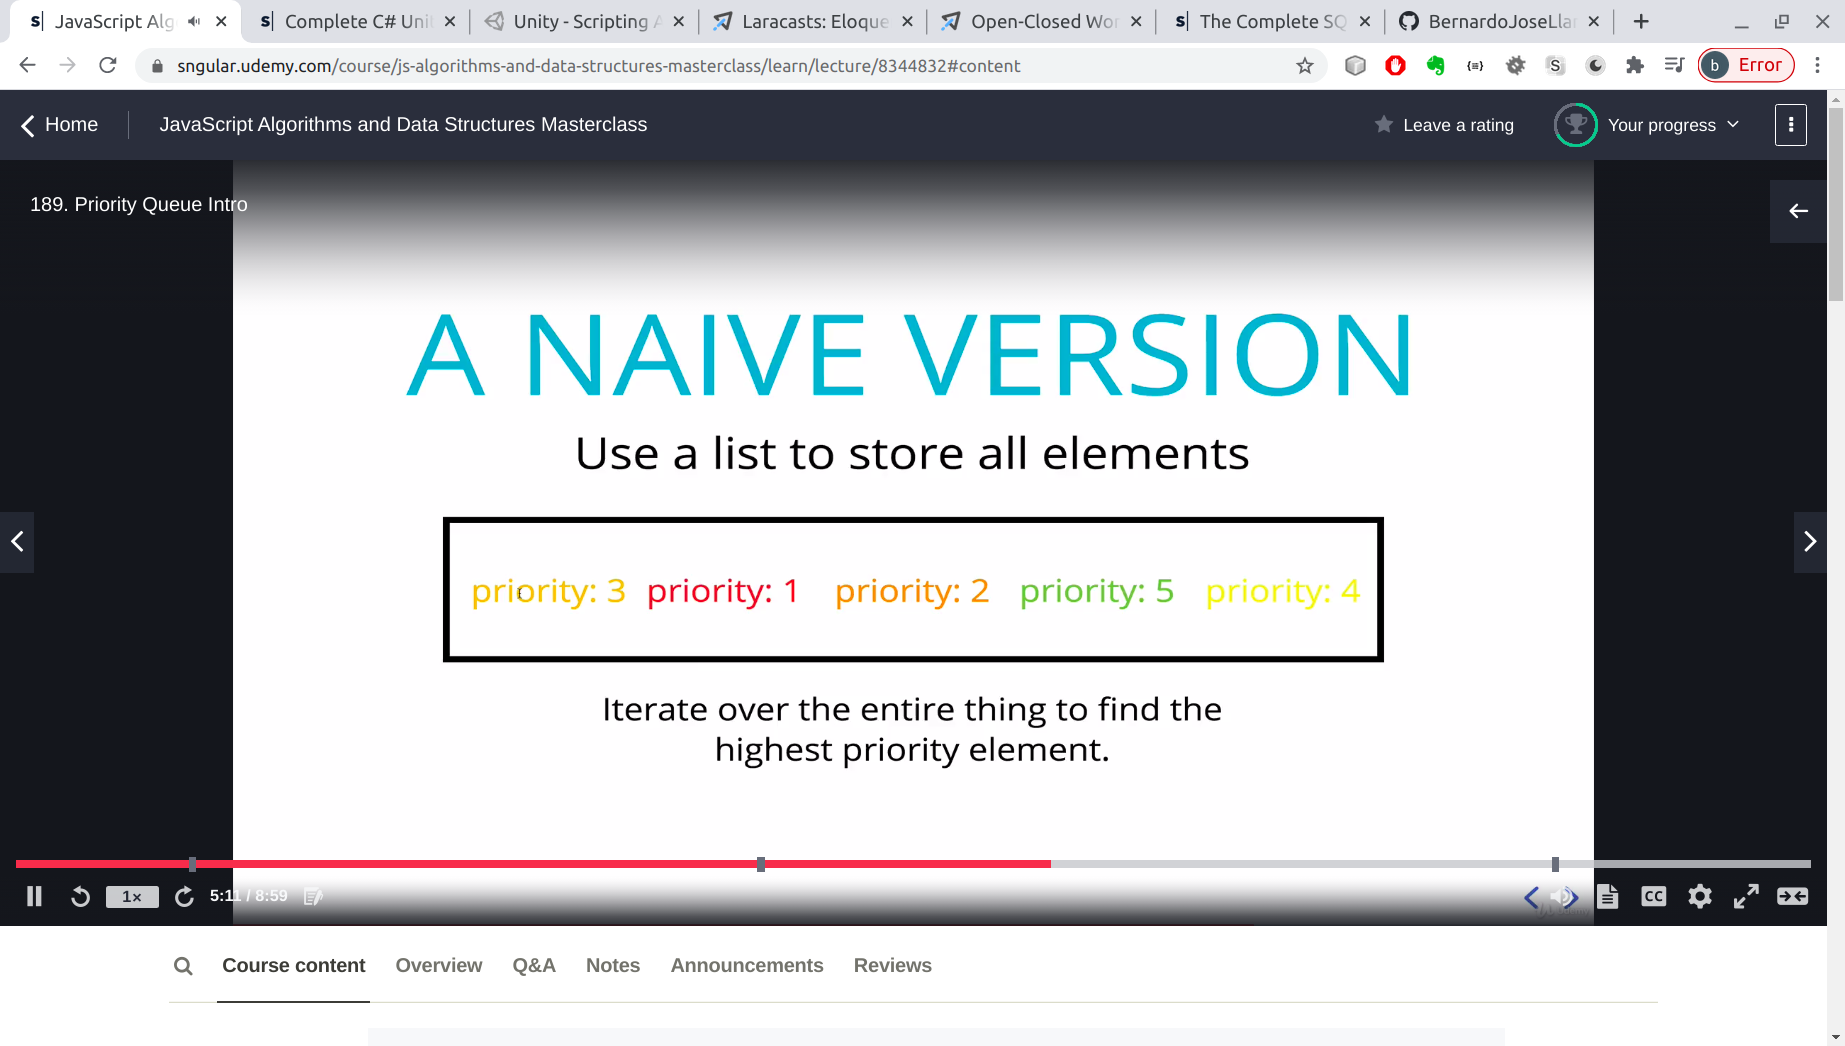 JavaScript Alg
Complete C# Uni
Unity - Scripting A
Laracasts: Eloque
Open-Closed Wor
The Complete SQ
BernardoJoseLlar
sngular.udemy.com/course/js-algorithms-and-data-structures-masterclass/learn/lecture/8344832#content
b Error
Home
JavaScript Algorithms and Data Structures Masterclass
Leave a rating
Your progress
189. Priority Queue Intro
A NAIVE VERSION
Use a list to store all elements
priority: 3 priority: 1 priority: 2 priority: 5 priority: 4
Iterate over the entire thing to find the
highest priority element.
1×
5:11 / 8:59
CC
Course content
Overview
Q&A
Notes
Announcements
Reviews